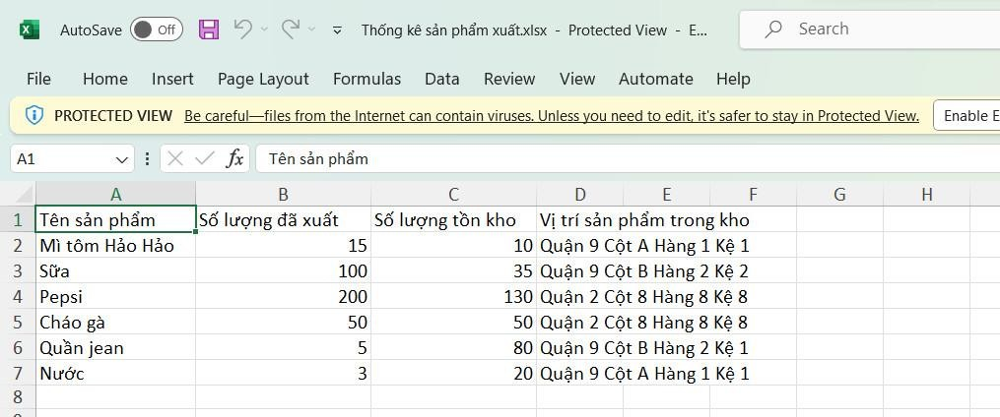 AutoSave Off Thống kê sản phẩm xuất.xlsx - Protected View - E... Search
File Home Insert Page Layout Formulas Data Review View Automate Help
PROTECTED VIEW Be careful—files from the Internet can contain viruses. Unless you need to edit, it's safer to stay in Protected View. Enable E
A1 fx Tên sản phẩm
A B C D E F G H
1 Tên sản phẩm Số lượng đã xuất Số lượng tồn kho Vị trí sản phẩm trong kho
2 Mì tôm Hảo Hảo 15 10 Quận 9 Cột A Hàng 1 Kệ 1
3 Sữa 100 35 Quận 9 Cột B Hàng 2 Kệ 2
4 Pepsi 200 130 Quận 2 Cột 8 Hàng 8 Kệ 8
5 Cháo gà 50 50 Quận 2 Cột 8 Hàng 8 Kệ 8
6 Quần jean 5 80 Quận 9 Cột B Hàng 2 Kệ 1
7 Nước 3 20 Quận 9 Cột A Hàng 1 Kệ 1
8